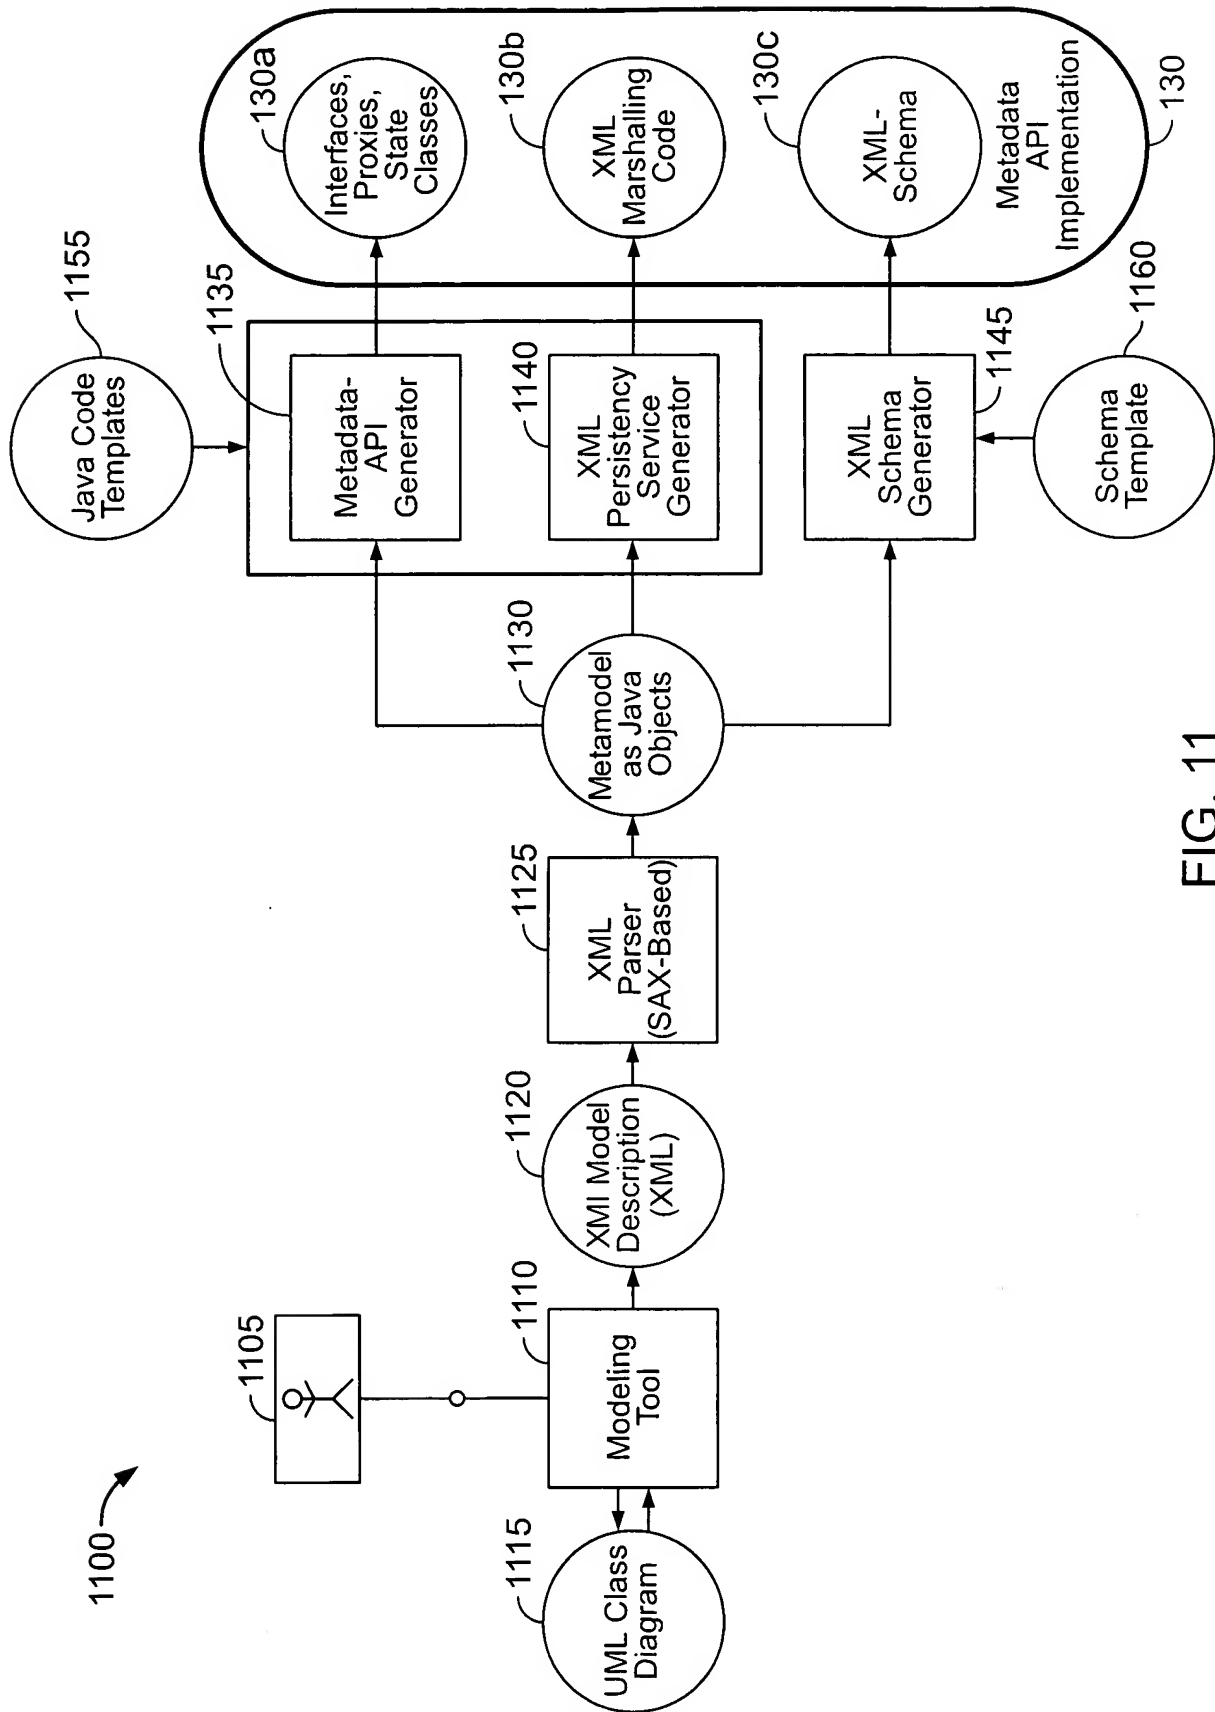 1100
1105
1115
UML Class
Diagram
1110
Modeling
Tool
1120
XMI Model
Description
(XML)
1125
XML
Parser
(SAX-Based)
1130
Metamodel
as Java
Objects
1155
Java Code
Templates
1135
Metadata-
API
Generator
1140
XML
Persistency
Service
Generator
1145
XML
Schema
Generator
1160
Schema
Template
130a
Interfaces,
Proxies,
State
Classes
130b
XML
Marshalling
Code
130c
XML-
Schema
Metadata
API
Implementation
130
FIG. 11